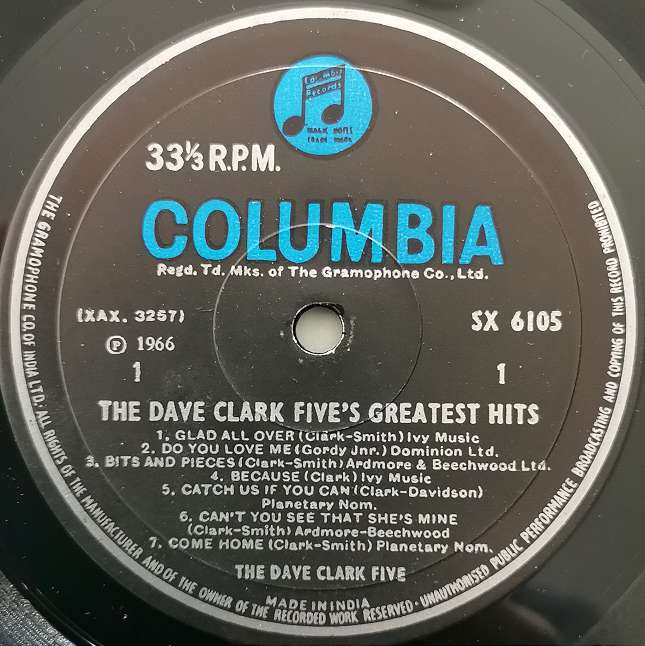 Columbia
Records
MAGIC NOTES
TRADE MARK
33⅓ R.P.M.
COLUMBIA
Regd. Td. Mks. of The Gramophone Co., Ltd.
(XAX. 3257)
SX 6105
Ⓟ 1966
1
1
THE DAVE CLARK FIVE'S GREATEST HITS
1. GLAD ALL OVER (Clark-Smith) Ivy Music
2. DO YOU LOVE ME (Gordy Jnr.) Dominion Ltd.
3. BITS AND PIECES (Clark-Smith) Ardmore & Beechwood Ltd.
4. BECAUSE (Clark) Ivy Music
5. CATCH US IF YOU CAN (Clark-Davidson)
Planetary Nom.
6. CAN'T YOU SEE THAT SHE'S MINE
(Clark-Smith) Ardmore-Beechwood
7. COME HOME (Clark-Smith) Planetary Nom.
THE DAVE CLARK FIVE
MADE IN INDIA
THE GRAMOPHONE CO. OF INDIA LTD. ALL RIGHTS OF THE MANUFACTURER AND OF THE OWNER OF THE RECORDED WORK RESERVED · UNAUTHORISED PUBLIC PERFORMANCE BROADCASTING AND COPYING OF THIS RECORD PROHIBITED